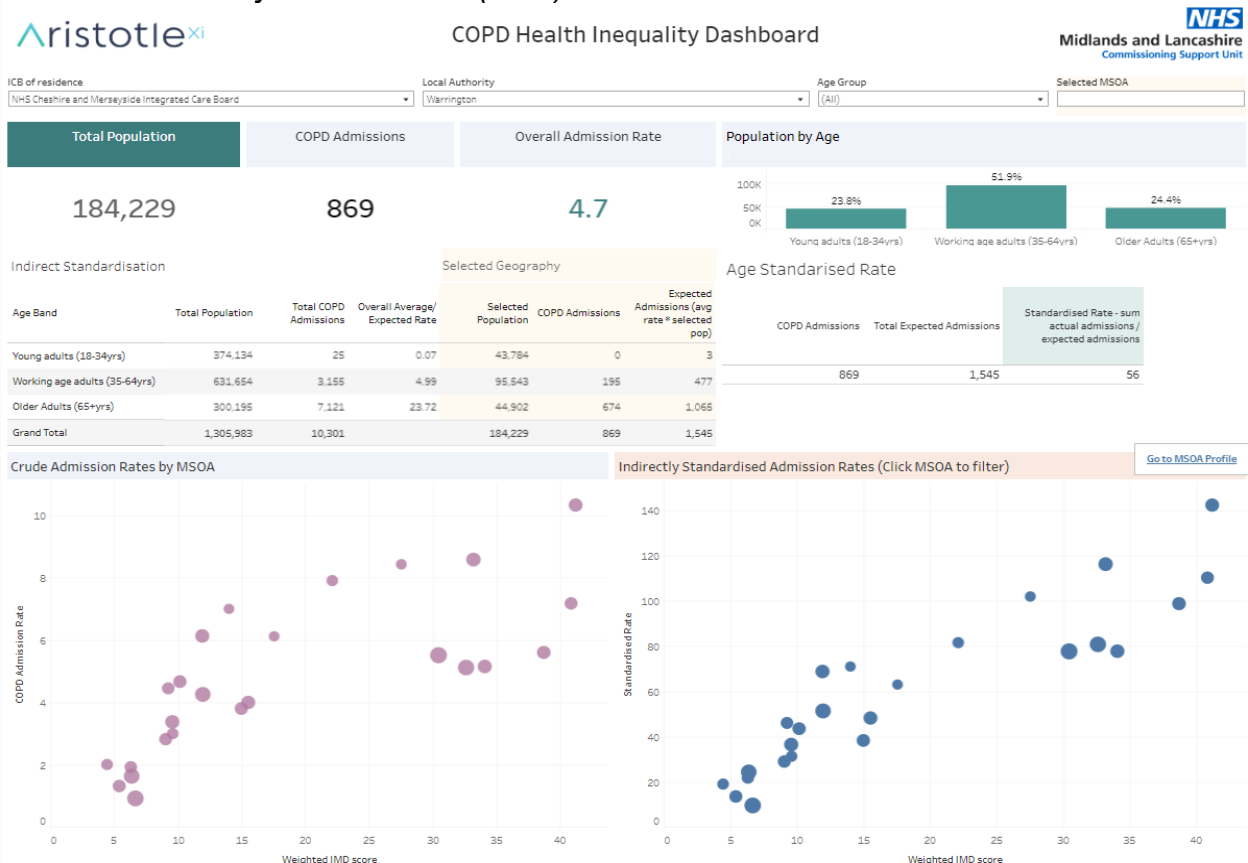 Aristotle xi
COPD Health Inequality Dashboard
NHS
Midlands and Lancashire
Commissioning Support Unit
ICB of residence
Local Authority
Age Group
Selected MSOA
NHS Cheshire and Merseyside Integrated Care Board
Warrington
(All)
Total Population
COPD Admissions
Overall Admission Rate
Population by Age
184,229
869
4.7
100K
50K
0K
23.8%
51.9%
24.4%
Young adults (18-34yrs)
Working age adults (35-64yrs)
Older Adults (65+yrs)
Indirect Standardisation
Selected Geography
Age Standarised Rate
Age Band
Total Population
Total COPD
Admissions
Overall Average/
Expected Rate
Selected
Population
COPD Admissions
Expected
Admissions (avg
rate * selected
pop)
Young adults (18-34yrs) 374,134 25 0.07 43,784 0 3
Working age adults (35-64yrs) 631,654 3,155 4.99 95,543 195 477
Older Adults (65+yrs) 300,195 7,121 23.72 44,902 674 1,065
Grand Total 1,305,983 10,301 184,229 869 1,545
COPD Admissions
Total Expected Admissions
Standardised Rate - sum
actual admissions /
expected admissions
869 1,545 56
Crude Admission Rates by MSOA
Indirectly Standardised Admission Rates (Click MSOA to filter)
Go to MSOA Profile
COPD Admission Rate
10
8
6
4
2
0
0 5 10 15 20 25 30 35 40
Weighted IMD score
Standardised Rate
140
120
100
80
60
40
20
0
0 5 10 15 20 25 30 35 40
Weighted IMD score